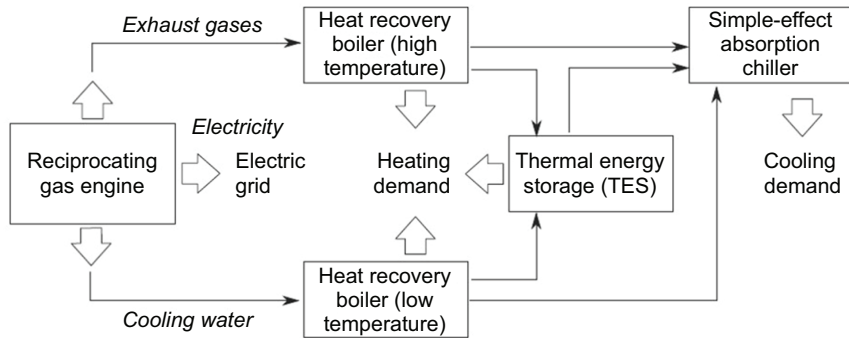 Exhaust gases
Heat recovery
boiler (high
temperature)
Simple-effect
absorption
chiller
Electricity
Reciprocating
gas engine
Electric
grid
Heating
demand
Thermal energy
storage (TES)
Cooling
demand
Heat recovery
boiler (low
temperature)
Cooling water